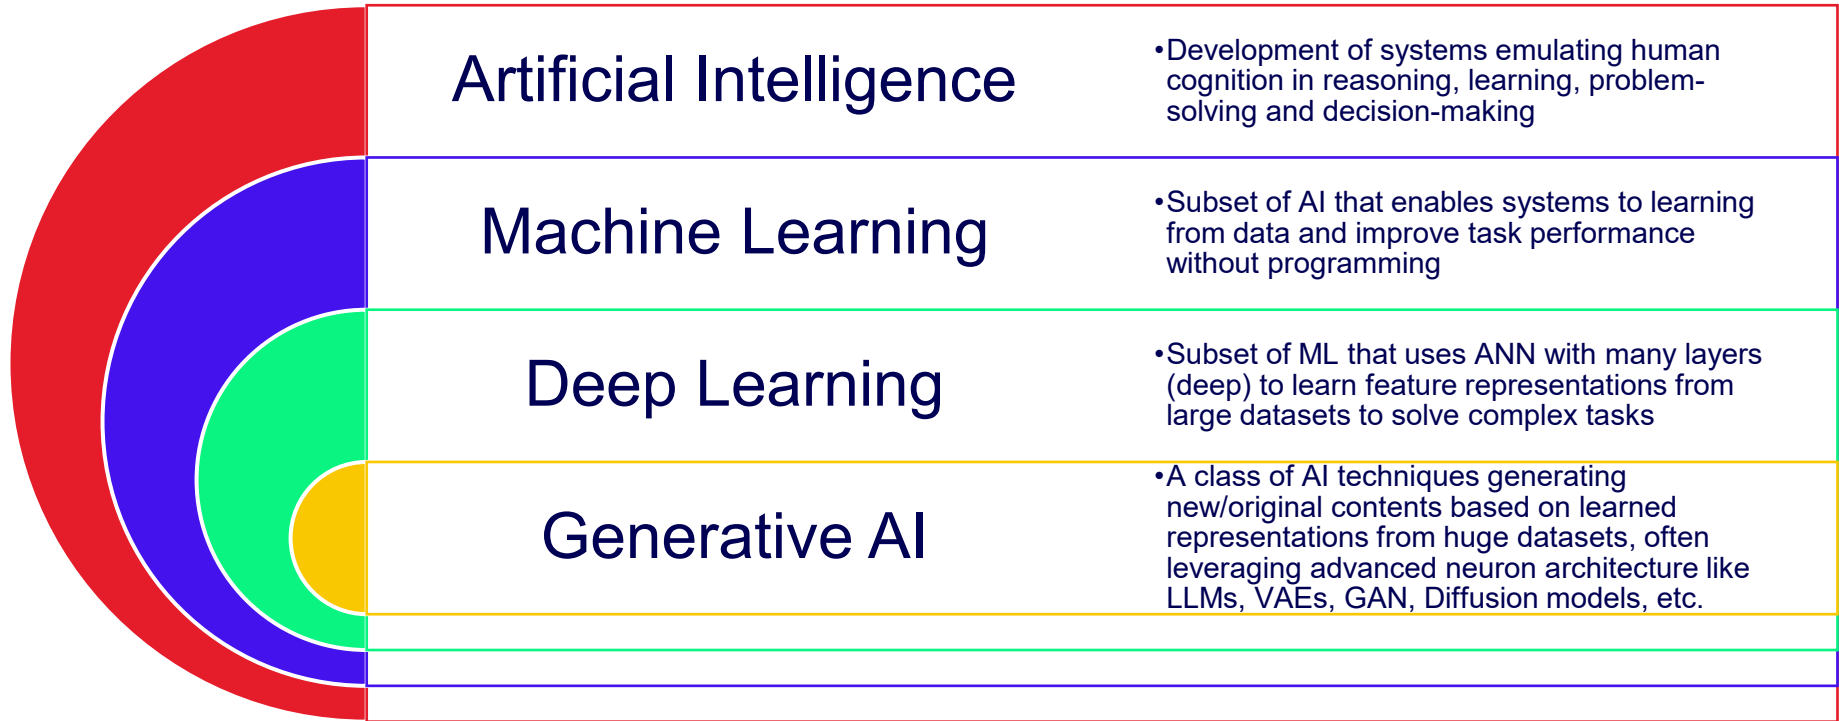 Artificial Intelligence
•Development of systems emulating human
cognition in reasoning, learning, problem-
solving and decision-making
Machine Learning
•Subset of AI that enables systems to learning
from data and improve task performance
without programming
Deep Learning
•Subset of ML that uses ANN with many layers
(deep) to learn feature representations from
large datasets to solve complex tasks
Generative AI
•A class of AI techniques generating
new/original contents based on learned
representations from huge datasets, often
leveraging advanced neuron architecture like
LLMs, VAEs, GAN, Diffusion models, etc.